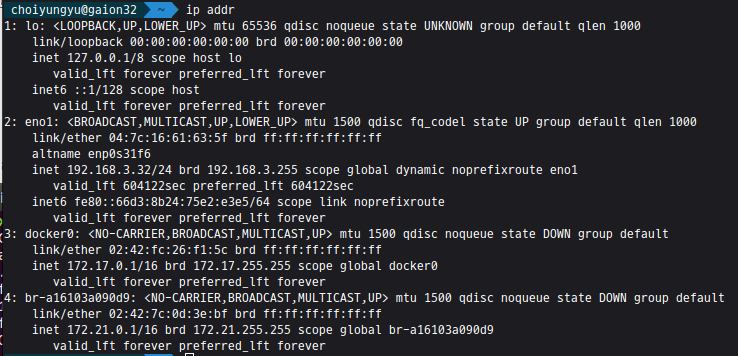 choiyungyu@gaion32 ~ ip addr
1: lo: <LOOPBACK,UP,LOWER_UP> mtu 65536 qdisc noqueue state UNKNOWN group default qlen 1000
link/loopback 00:00:00:00:00:00 brd 00:00:00:00:00:00
inet 127.0.0.1/8 scope host lo
valid_lft forever preferred_lft forever
inet6 ::1/128 scope host
valid_lft forever preferred_lft forever
2: eno1: <BROADCAST,MULTICAST,UP,LOWER_UP> mtu 1500 qdisc fq_codel state UP group default qlen 1000
link/ether 04:7c:16:61:63:5f brd ff:ff:ff:ff:ff:ff
altname enp0s31f6
inet 192.168.3.32/24 brd 192.168.3.255 scope global dynamic noprefixroute eno1
valid_lft 604122sec preferred_lft 604122sec
inet6 fe80::66d3:8b24:75e2:e3e5/64 scope link noprefixroute
valid_lft forever preferred_lft forever
3: docker0: <NO-CARRIER,BROADCAST,MULTICAST,UP> mtu 1500 qdisc noqueue state DOWN group default
link/ether 02:42:fc:26:f1:5c brd ff:ff:ff:ff:ff:ff
inet 172.17.0.1/16 brd 172.17.255.255 scope global docker0
valid_lft forever preferred_lft forever
4: br-a16103a090d9: <NO-CARRIER,BROADCAST,MULTICAST,UP> mtu 1500 qdisc noqueue state DOWN group default
link/ether 02:42:7c:0d:3e:bf brd ff:ff:ff:ff:ff:ff
inet 172.21.0.1/16 brd 172.21.255.255 scope global br-a16103a090d9
valid_lft forever preferred_lft forever